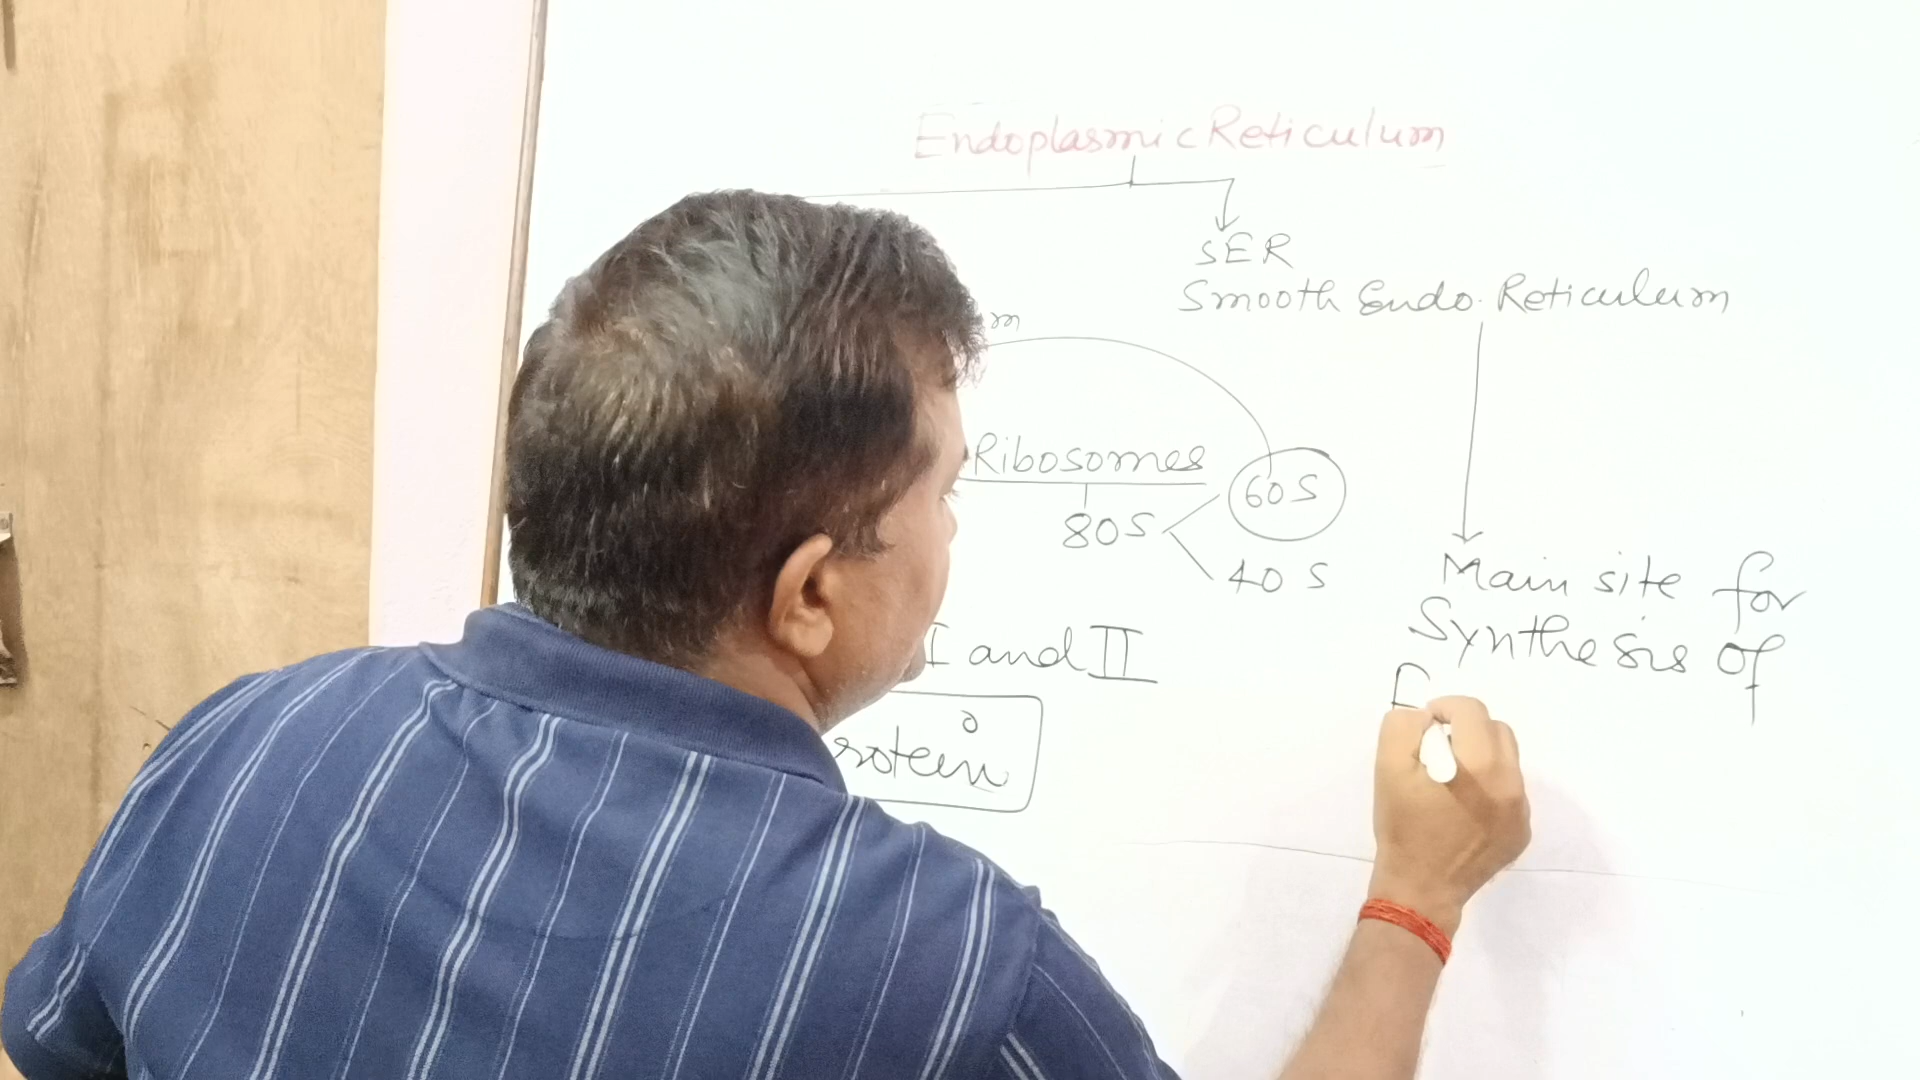 Endoplasmic Reticulum
SER
Smooth Endo. Reticulum
m
Ribosomes
60S
80S
40 S
I and II
rotein
Main site for
Synthesis of